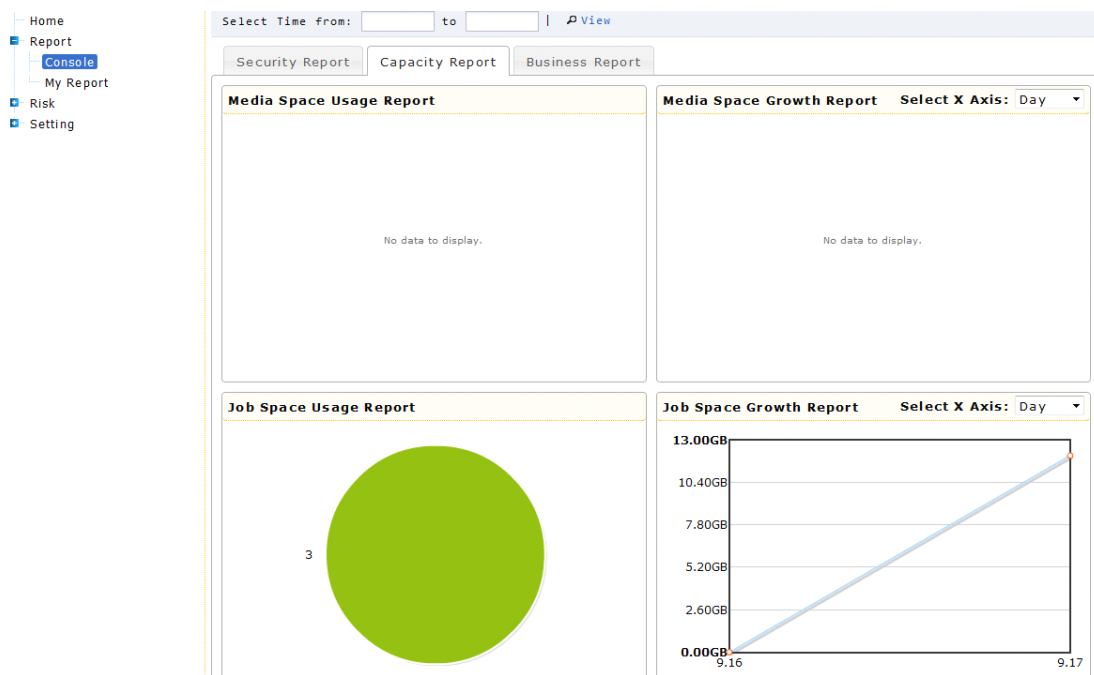 Home
Report
Console
My Report
Risk
Setting
Select Time from: to | View
Security Report Capacity Report Business Report
Media Space Usage Report
No data to display.
Media Space Growth Report Select X Axis: Day
No data to display.
Job Space Usage Report
3
Job Space Growth Report Select X Axis: Day
13.00GB
10.40GB
7.80GB
5.20GB
2.60GB
0.00GB
9.16 9.17